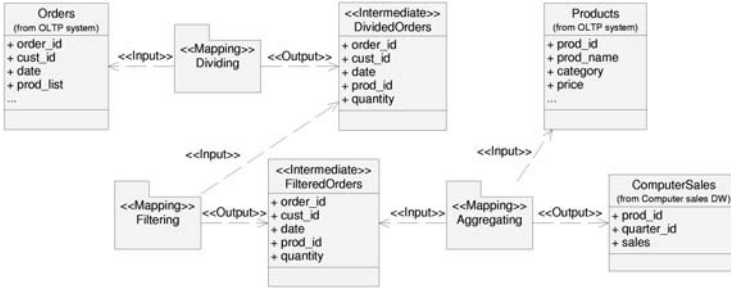 Orders
(from OLTP system)
+ order_id
+ cust_id
+ date
+ prod_list
...
<<Input>>
<<Mapping>>
Dividing
<<Output>>
<<Intermediate>>
DividedOrders
+ order_id
+ cust_id
+ date
+ prod_id
+ quantity
Products
(from OLTP system)
+ prod_id
+ prod_name
+ category
+ price
...
<<Input>>
<<Input>>
<<Mapping>>
Filtering
<<Output>>
<<Intermediate>>
FilteredOrders
+ order_id
+ cust_id
+ date
+ prod_id
+ quantity
<<Input>>
<<Mapping>>
Aggregating
<<Output>>
ComputerSales
(from Computer sales DW)
+ prod_id
+ quarter_id
+ sales